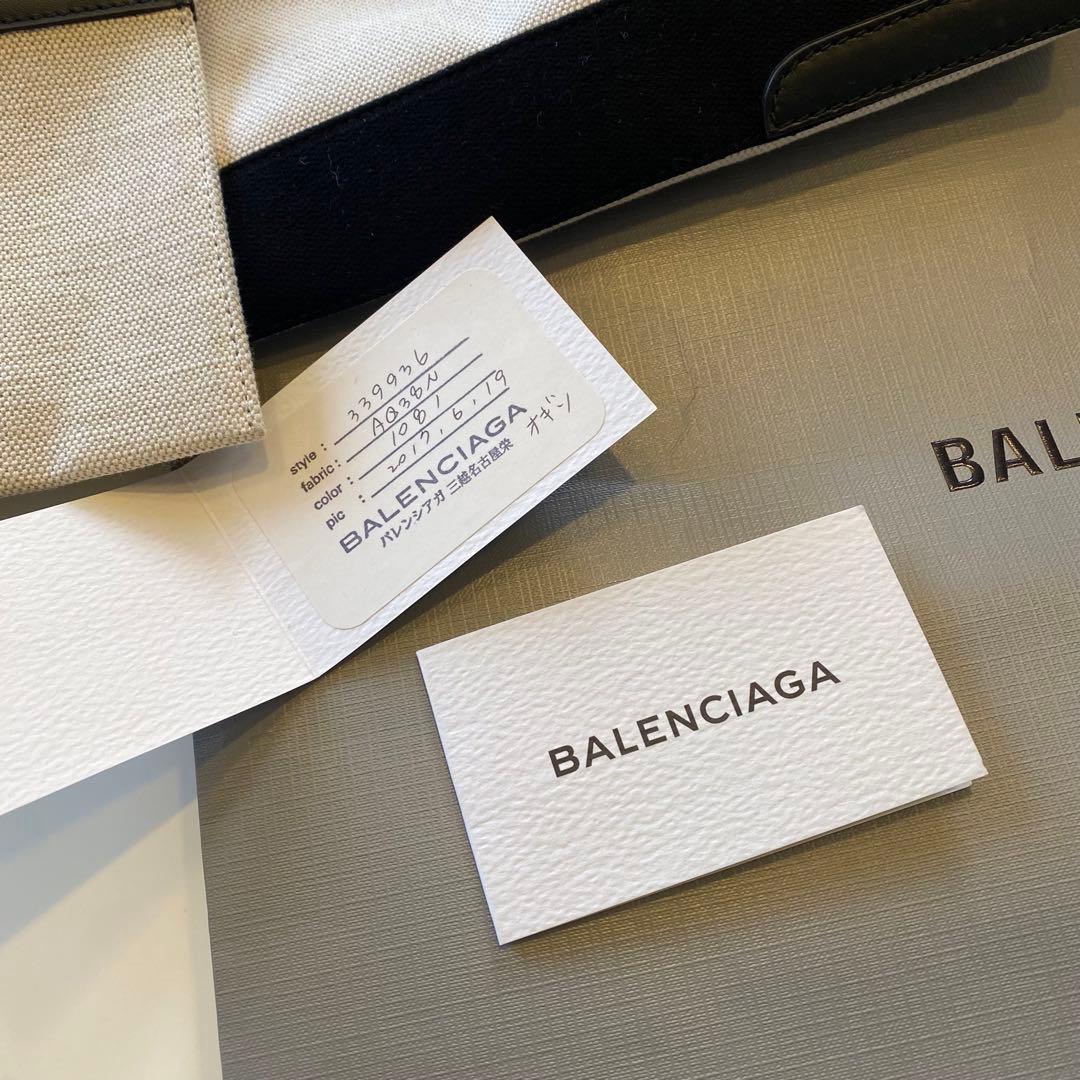 style : 339936
fabric : AQ38N
color : 1081
pic : 2017, 6, 19
BALENCIAGA オギソ
バレンシアガ 三越名古屋栄
BAL
BALENCIAGA